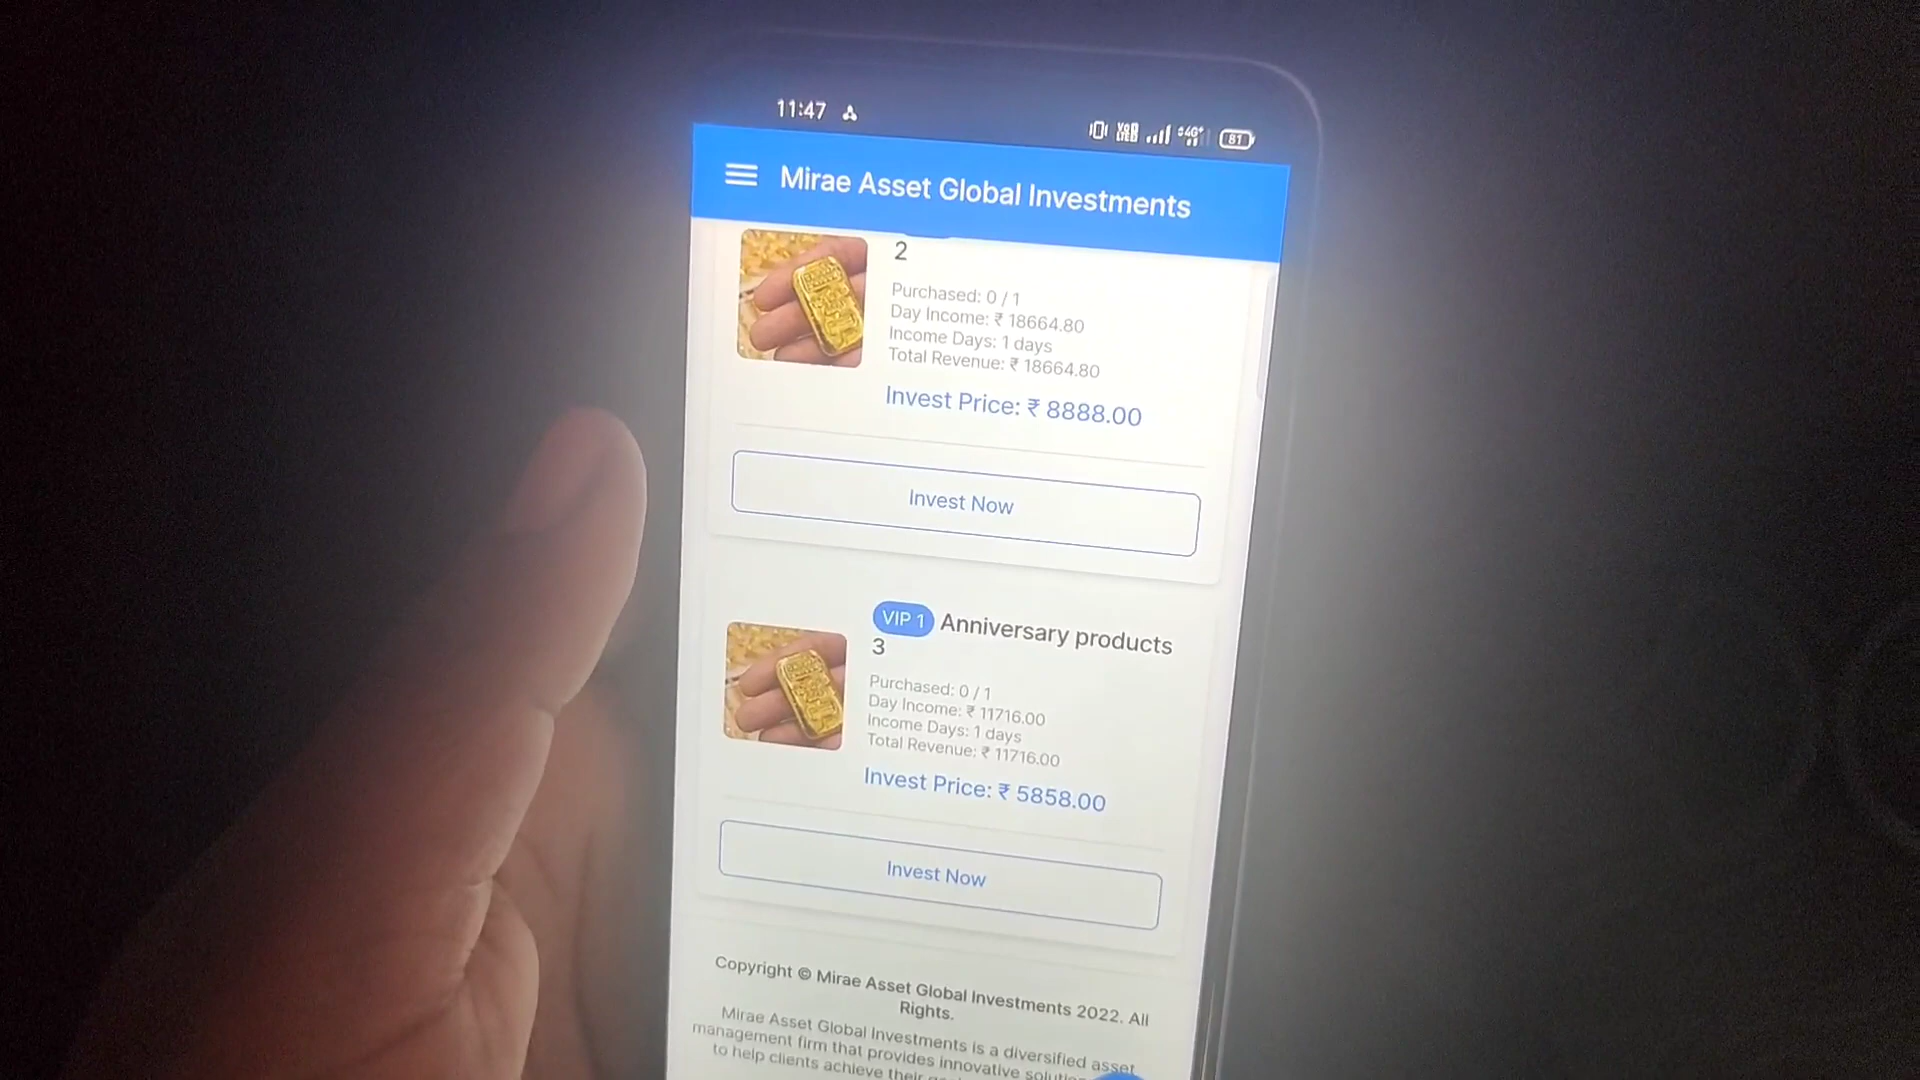 11:47
81
Mirae Asset Global Investments
2
Purchased: 0 / 1
Day Income: ₹ 18664.80
Income Days: 1 days
Total Revenue: ₹ 18664.80
Invest Price: ₹ 8888.00
Invest Now
VIP 1 Anniversary products
3
Purchased: 0 / 1
Day Income: ₹ 11716.00
Income Days: 1 days
Total Revenue: ₹ 11716.00
Invest Price: ₹ 5858.00
Invest Now
Copyright © Mirae Asset Global Investments 2022. All
Rights.
Mirae Asset Global Investments is a diversified asset
management firm that provides innovative
to help clients achieve their